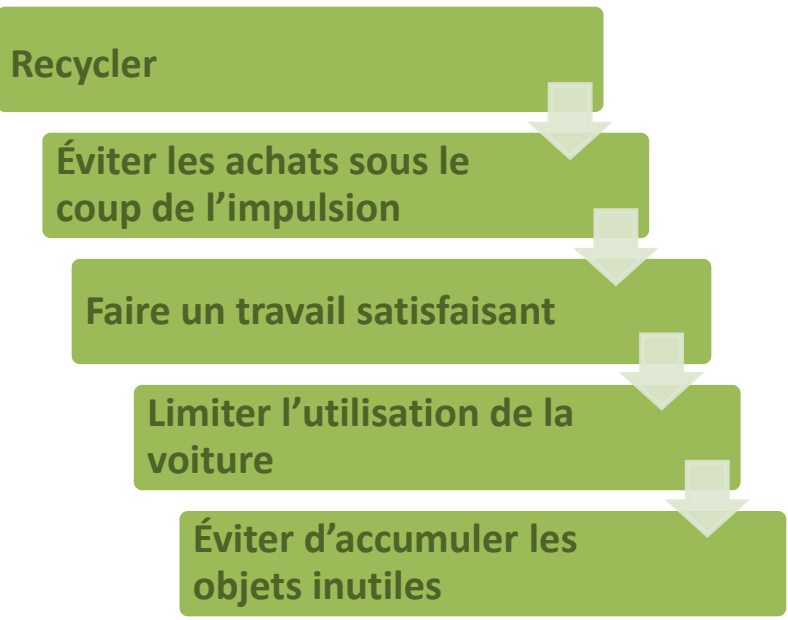 Recycler
Éviter les achats sous le
coup de l’impulsion
Faire un travail satisfaisant
Limiter l’utilisation de la
voiture
Éviter d’accumuler les
objets inutiles